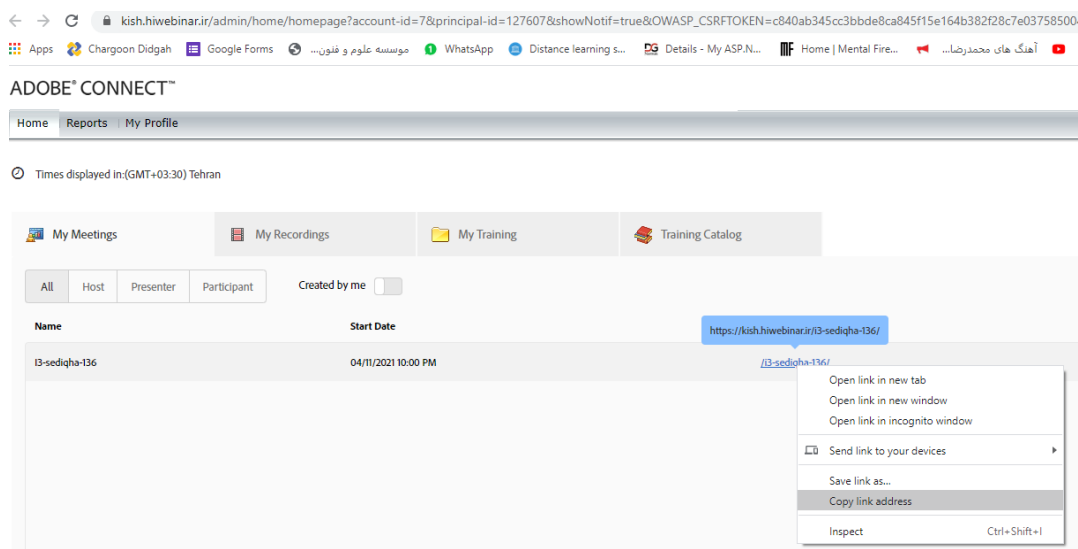 kish.hiwebinar.ir/admin/home/homepage?account-id=7&principal-id=127607&showNotif=true&OWASP_CSRFTOKEN=c840ab345cc3bbde8ca845f15e164b382f28c7e03758500
Apps Chargoon Didgah Google Forms موسسه علوم و فنون... WhatsApp Distance learning s... Details - My ASP.N... Home | Mental Fire... آهنگ های محمدرضا...
ADOBE® CONNECT™
Home Reports | My Profile
Times displayed in:(GMT+03:30) Tehran
My Meetings My Recordings My Training Training Catalog
All Host Presenter Participant Created by me
Name Start Date
https://kish.hiwebinar.ir/i3-sediqha-136/
I3-sediqha-136 04/11/2021 10:00 PM /i3-sediqha-136/
Open link in new tab
Open link in new window
Open link in incognito window
Send link to your devices
Save link as...
Copy link address
Inspect Ctrl+Shift+I